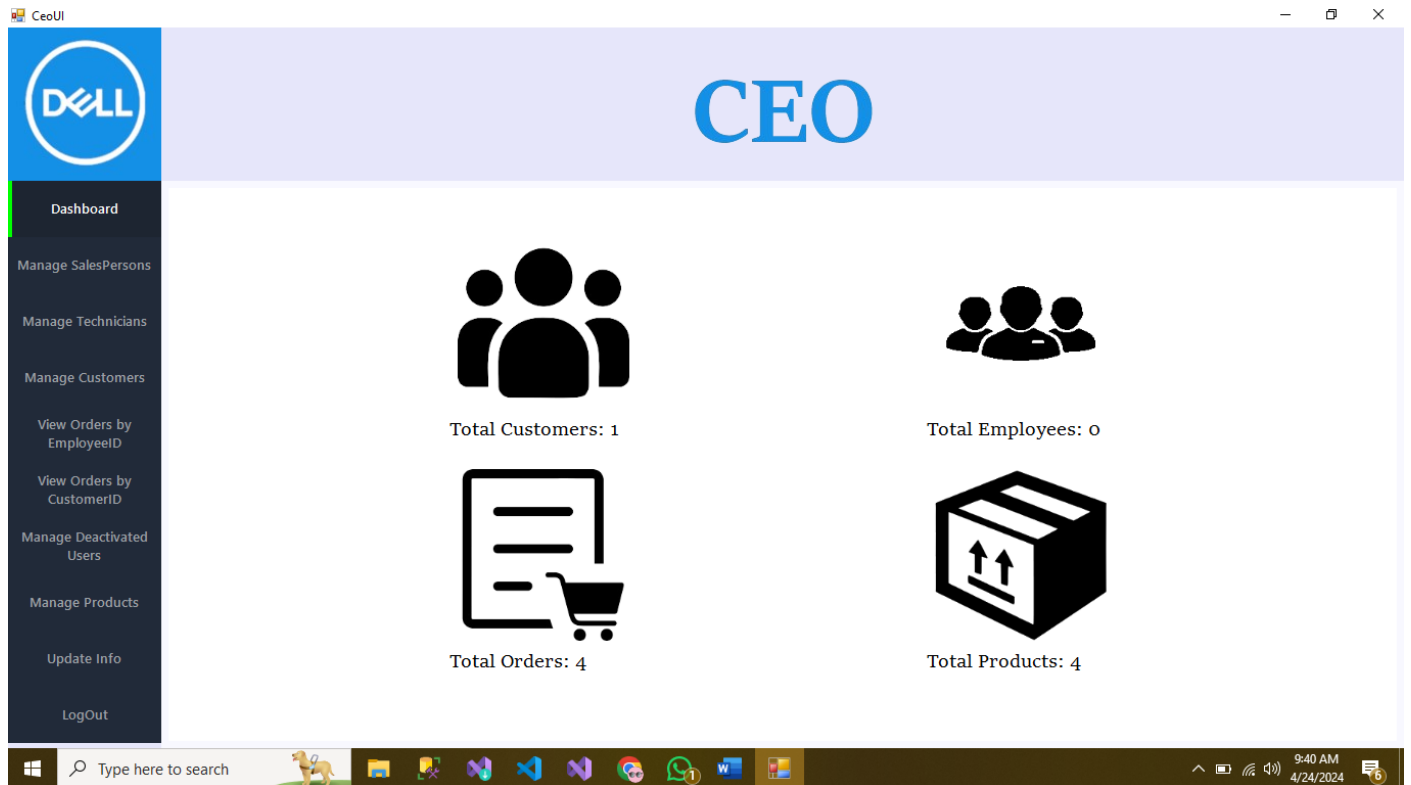 CeoUI
DELL
CEO
Dashboard
Manage SalesPersons
Manage Technicians
Manage Customers
View Orders by
EmployeeID
View Orders by
CustomerID
Manage Deactivated
Users
Manage Products
Update Info
LogOut
Total Customers: 1
Total Employees: 0
Total Orders: 4
Total Products: 4
Type here to search
1
W
9:40 AM
4/24/2024
6